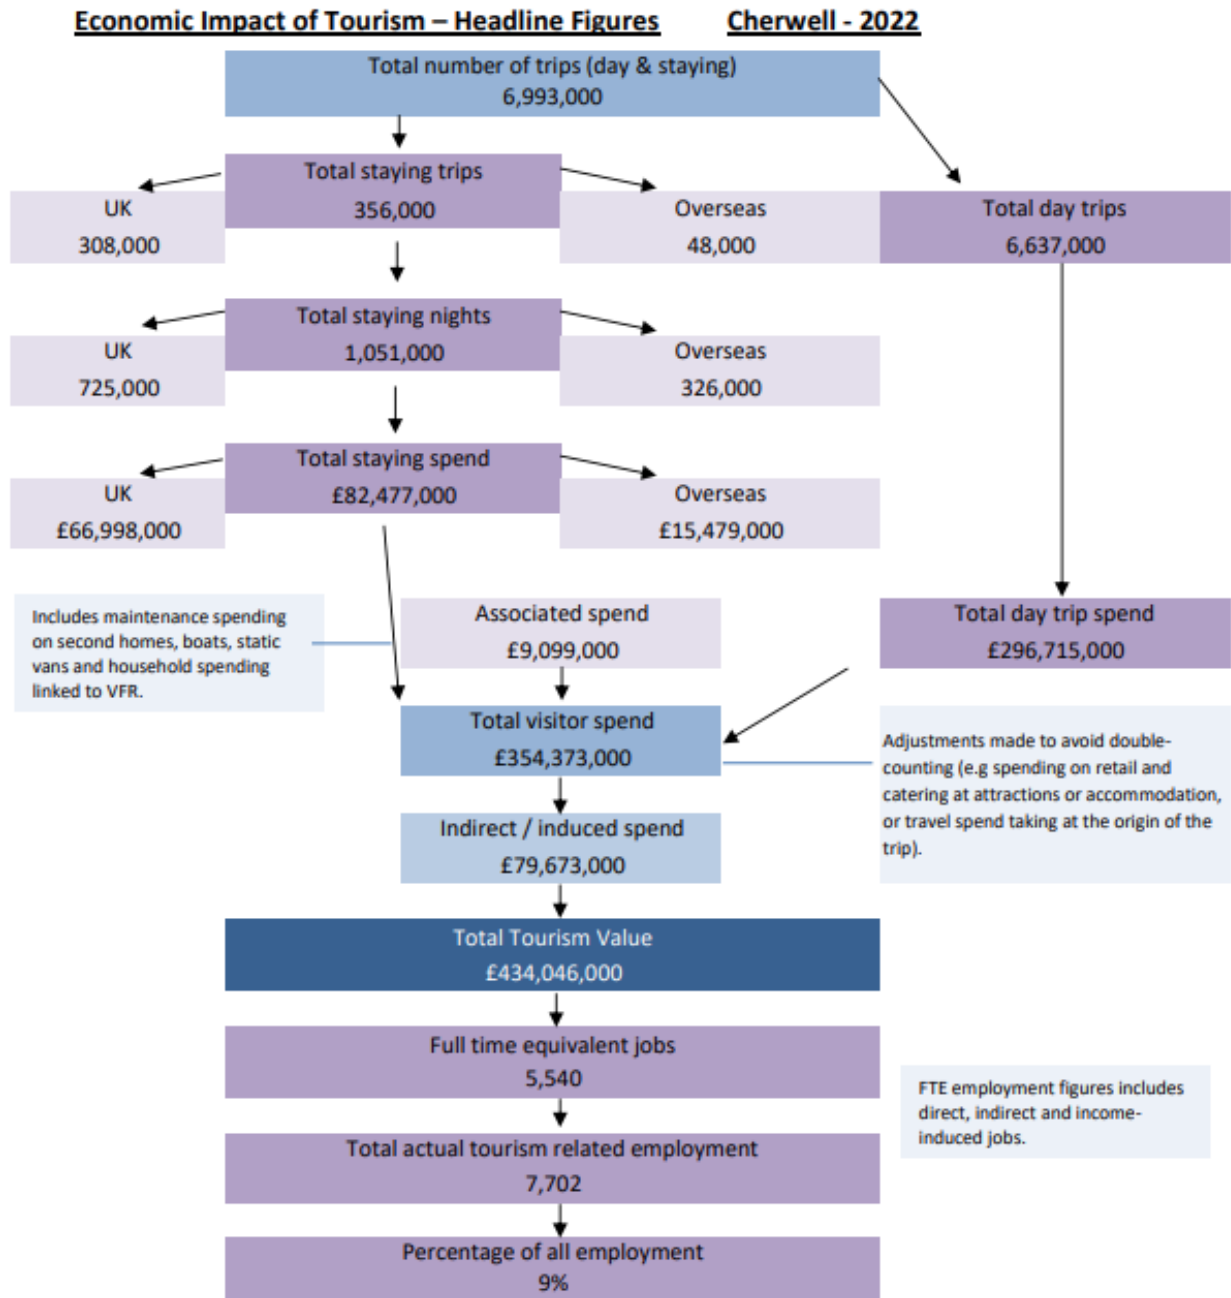 Economic Impact of Tourism – Headline Figures Cherwell - 2022
Total number of trips (day & staying)
6,993,000
Total staying trips
356,000
UK
308,000
Overseas
48,000
Total day trips
6,637,000
Total staying nights
1,051,000
UK
725,000
Overseas
326,000
Total staying spend
£82,477,000
UK
£66,998,000
Overseas
£15,479,000
Includes maintenance spending
on second homes, boats, static
vans and household spending
linked to VFR.
Associated spend
£9,099,000
Total day trip spend
£296,715,000
Total visitor spend
£354,373,000
Adjustments made to avoid double-
counting (e.g spending on retail and
catering at attractions or accommodation,
or travel spend taking at the origin of the
trip).
Indirect / induced spend
£79,673,000
Total Tourism Value
£434,046,000
Full time equivalent jobs
5,540
FTE employment figures includes
direct, indirect and income-
induced jobs.
Total actual tourism related employment
7,702
Percentage of all employment
9%